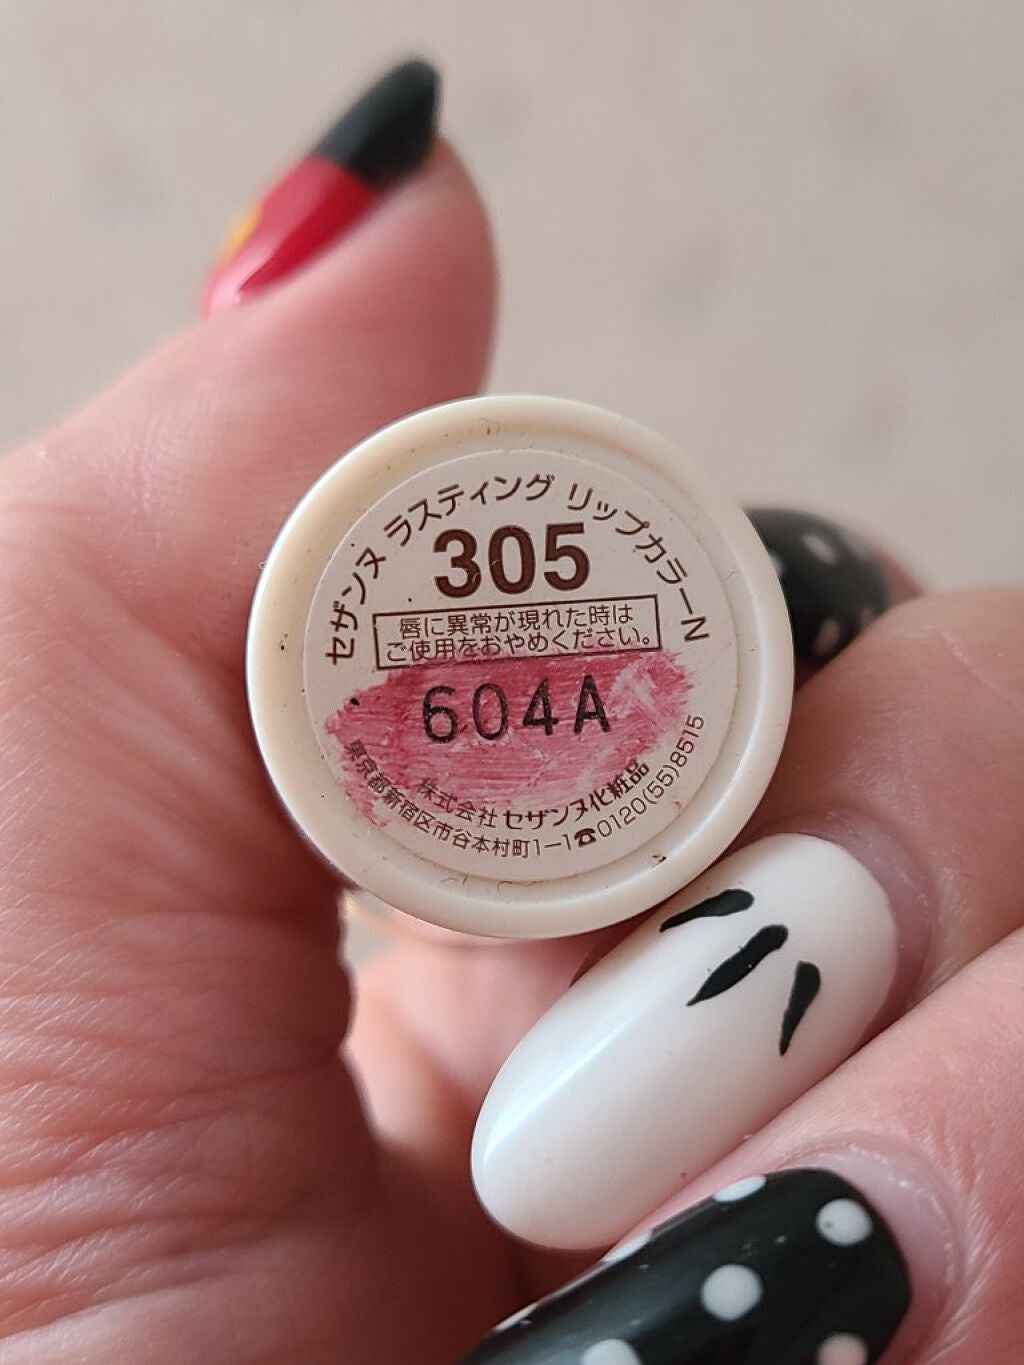 セザンヌ ラスティング リップカラーN
305
唇に異常が現れた時は
ご使用をおやめください。
604A
株式会社 セザンヌ化粧品
東京都新宿区市谷本村町1-1☎0120(55)8515